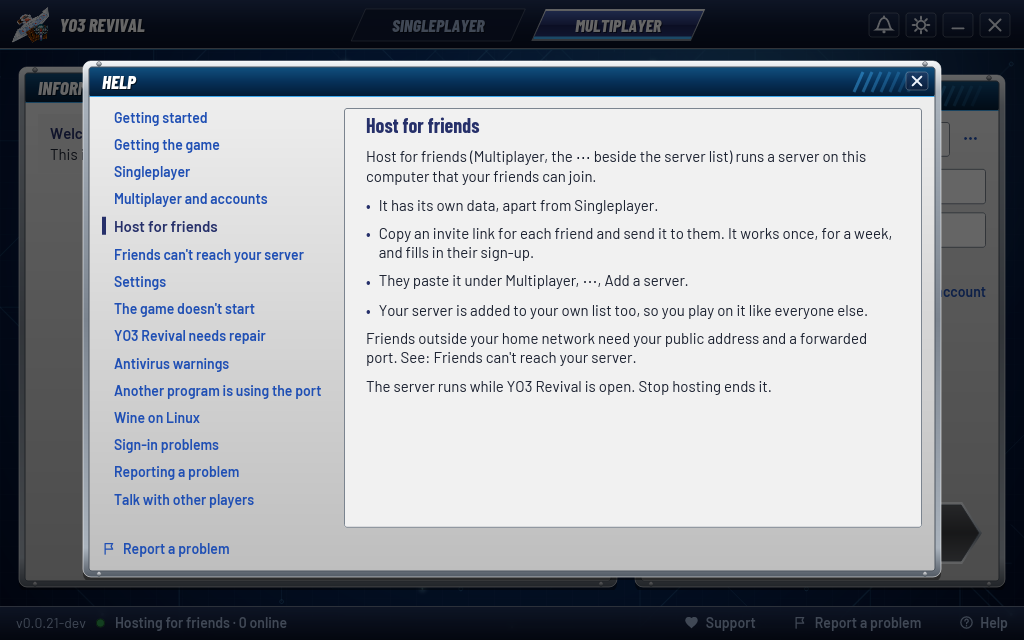 YO3 REVIVAL
SINGLEPLAYER
MULTIPLAYER
HELP
Getting started
Getting the game
Singleplayer
Multiplayer and accounts
Host for friends
Friends can't reach your server
Settings
The game doesn't start
YO3 Revival needs repair
Antivirus warnings
Another program is using the port
Wine on Linux
Sign-in problems
Reporting a problem
Talk with other players
Report a problem
Host for friends
Host for friends (Multiplayer, the ··· beside the server list) runs a server on this
computer that your friends can join.
• It has its own data, apart from Singleplayer.
• Copy an invite link for each friend and send it to them. It works once, for a week,
and fills in their sign-up.
• They paste it under Multiplayer, ···, Add a server.
• Your server is added to your own list too, so you play on it like everyone else.
Friends outside your home network need your public address and a forwarded
port. See: Friends can't reach your server.
The server runs while YO3 Revival is open. Stop hosting ends it.
INFOR
Welc
This i
···
ccount
v0.0.21-dev
Hosting for friends · 0 online
Support
Report a problem
Help